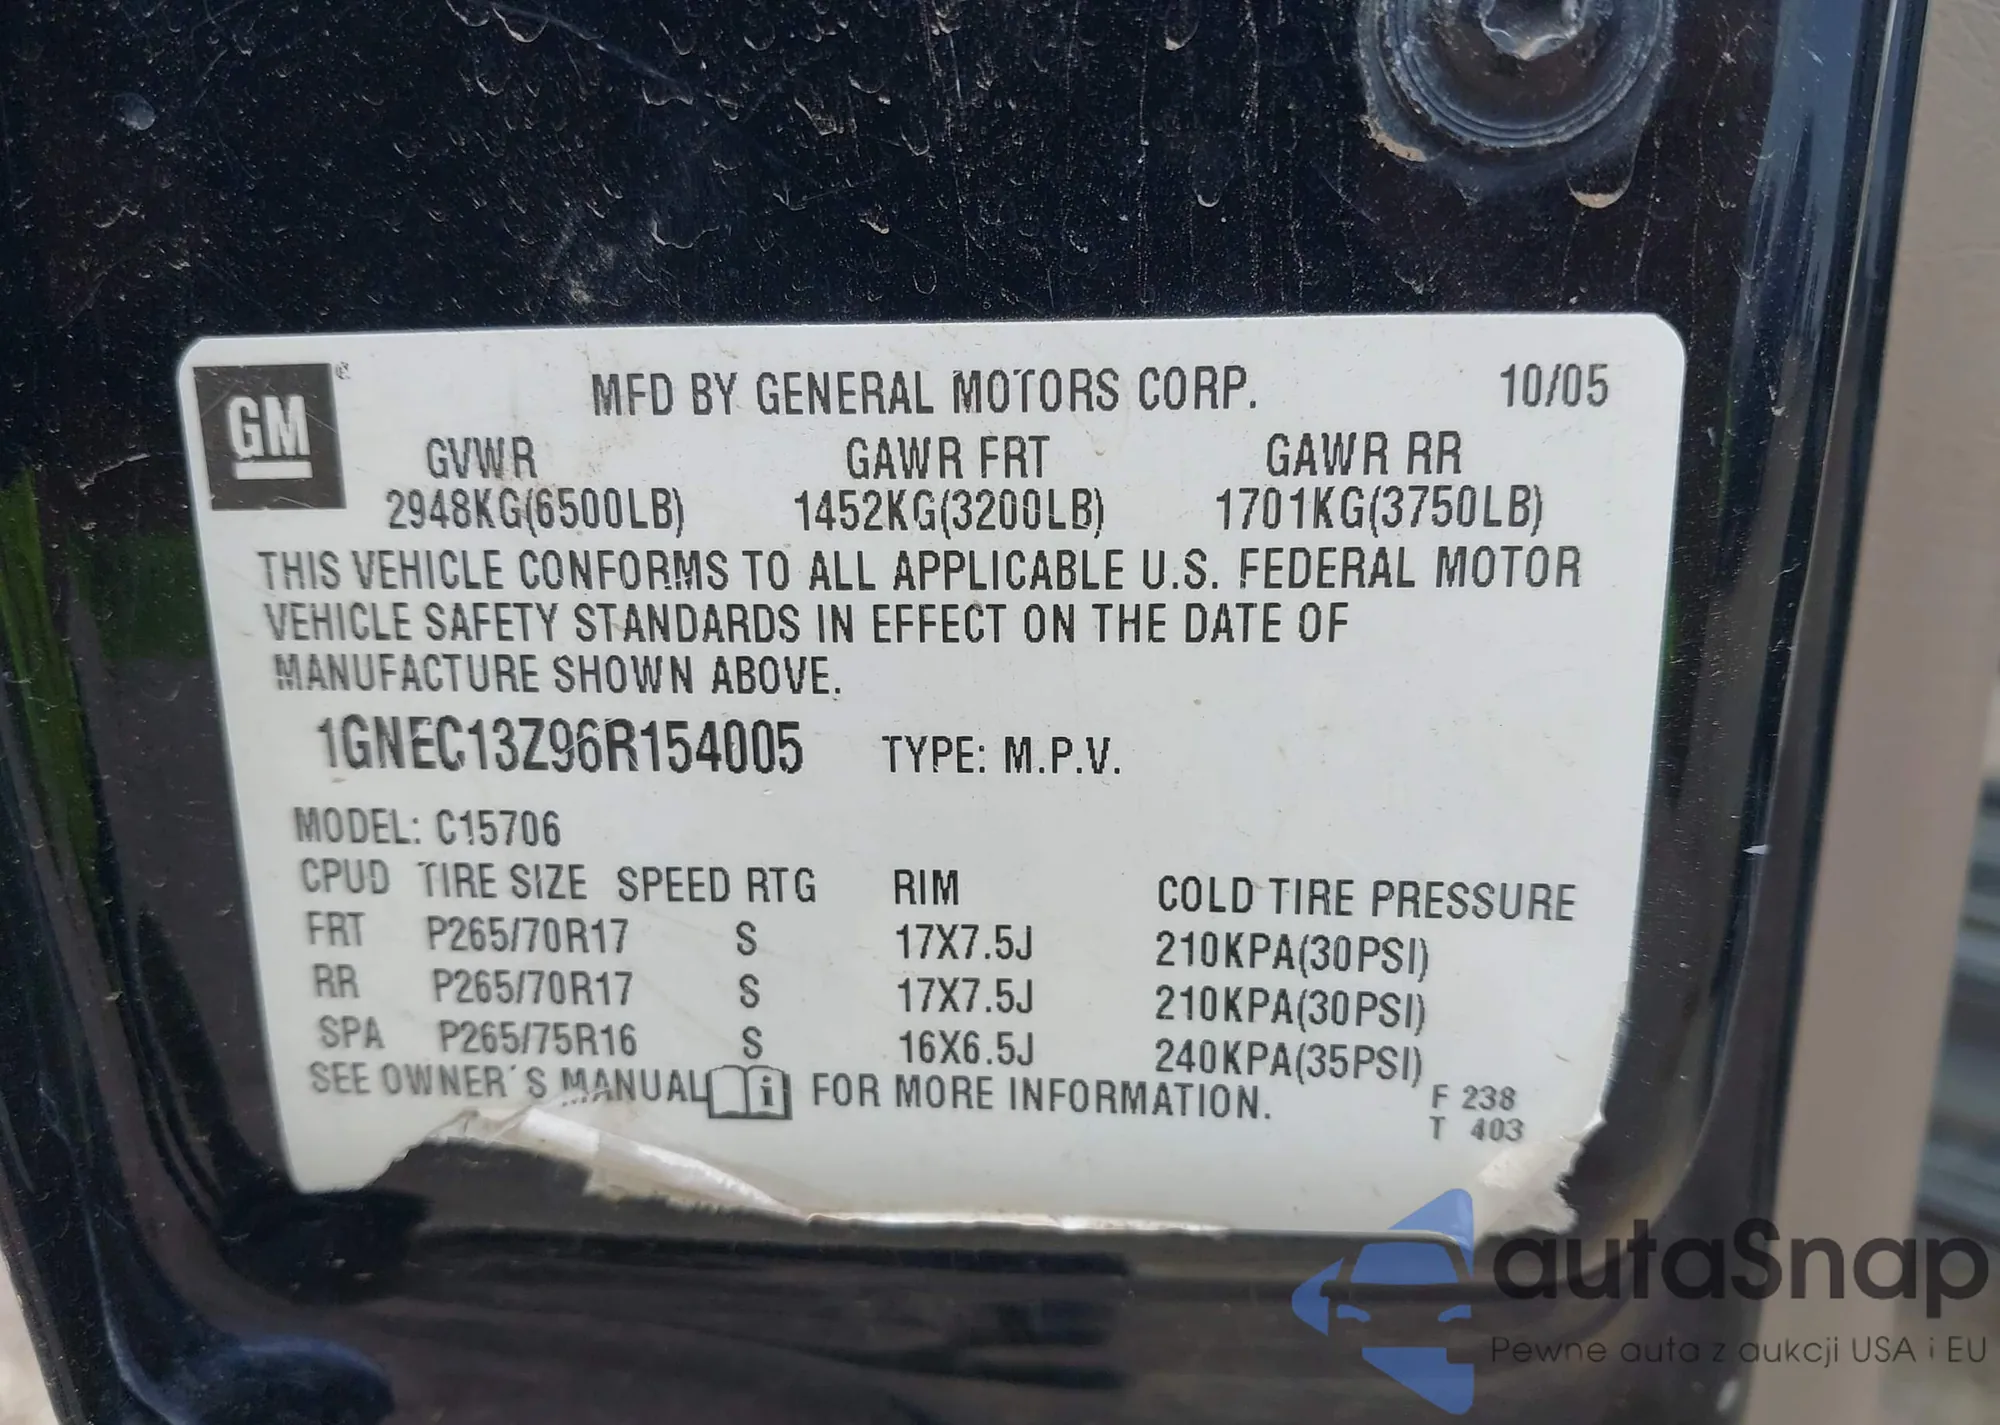 GM
MFD BY GENERAL MOTORS CORP. 10/05
GVWR GAWR FRT GAWR RR
2948KG(6500LB) 1452KG(3200LB) 1701KG(3750LB)
THIS VEHICLE CONFORMS TO ALL APPLICABLE U.S. FEDERAL MOTOR
VEHICLE SAFETY STANDARDS IN EFFECT ON THE DATE OF
MANUFACTURE SHOWN ABOVE.
1GNEC13Z96R154005 TYPE: M.P.V.
MODEL: C15706
CPUD TIRE SIZE SPEED RTG RIM COLD TIRE PRESSURE
FRT P265/70R17 S 17X7.5J 210KPA(30PSI)
RR P265/70R17 S 17X7.5J 210KPA(30PSI)
SPA P265/75R16 S 16X6.5J 240KPA(35PSI)
SEE OWNER'S MANUAL i FOR MORE INFORMATION.
F 238
T 403
autaSnap
Pewne auta z aukcji USA i EU